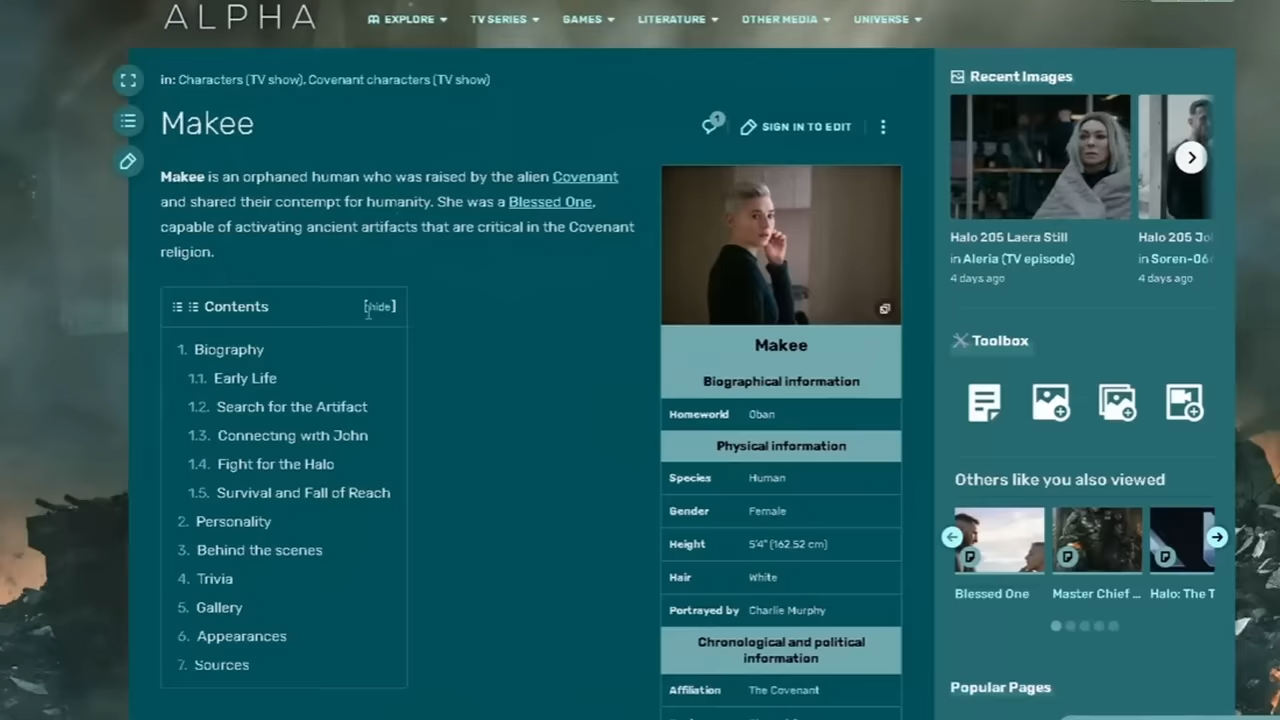 ALPHA
EXPLORE
TV SERIES
GAMES
LITERATURE
OTHER MEDIA
UNIVERSE
in: Characters (TV show), Covenant characters (TV show)
Makee
1
SIGN IN TO EDIT
Makee is an orphaned human who was raised by the alien Covenant
and shared their contempt for humanity. She was a Blessed One,
capable of activating ancient artifacts that are critical in the Covenant
religion.
Contents [hide]
1. Biography
1.1. Early Life
1.2. Search for the Artifact
1.3. Connecting with John
1.4. Fight for the Halo
1.5. Survival and Fall of Reach
2. Personality
3. Behind the scenes
4. Trivia
5. Gallery
6. Appearances
7. Sources
Makee
Biographical information
Homeworld Oban
Physical information
Species Human
Gender Female
Height 5'4" (162.52 cm)
Hair White
Portrayed by Charlie Murphy
Chronological and political
information
Affiliation The Covenant
Recent Images
Halo 205 Laera Still
in Aleria (TV episode)
4 days ago
Halo 205 Jo
in Soren-06
4 days ago
Toolbox
Others like you also viewed
Blessed One
Master Chief ...
Halo: The T
Popular Pages